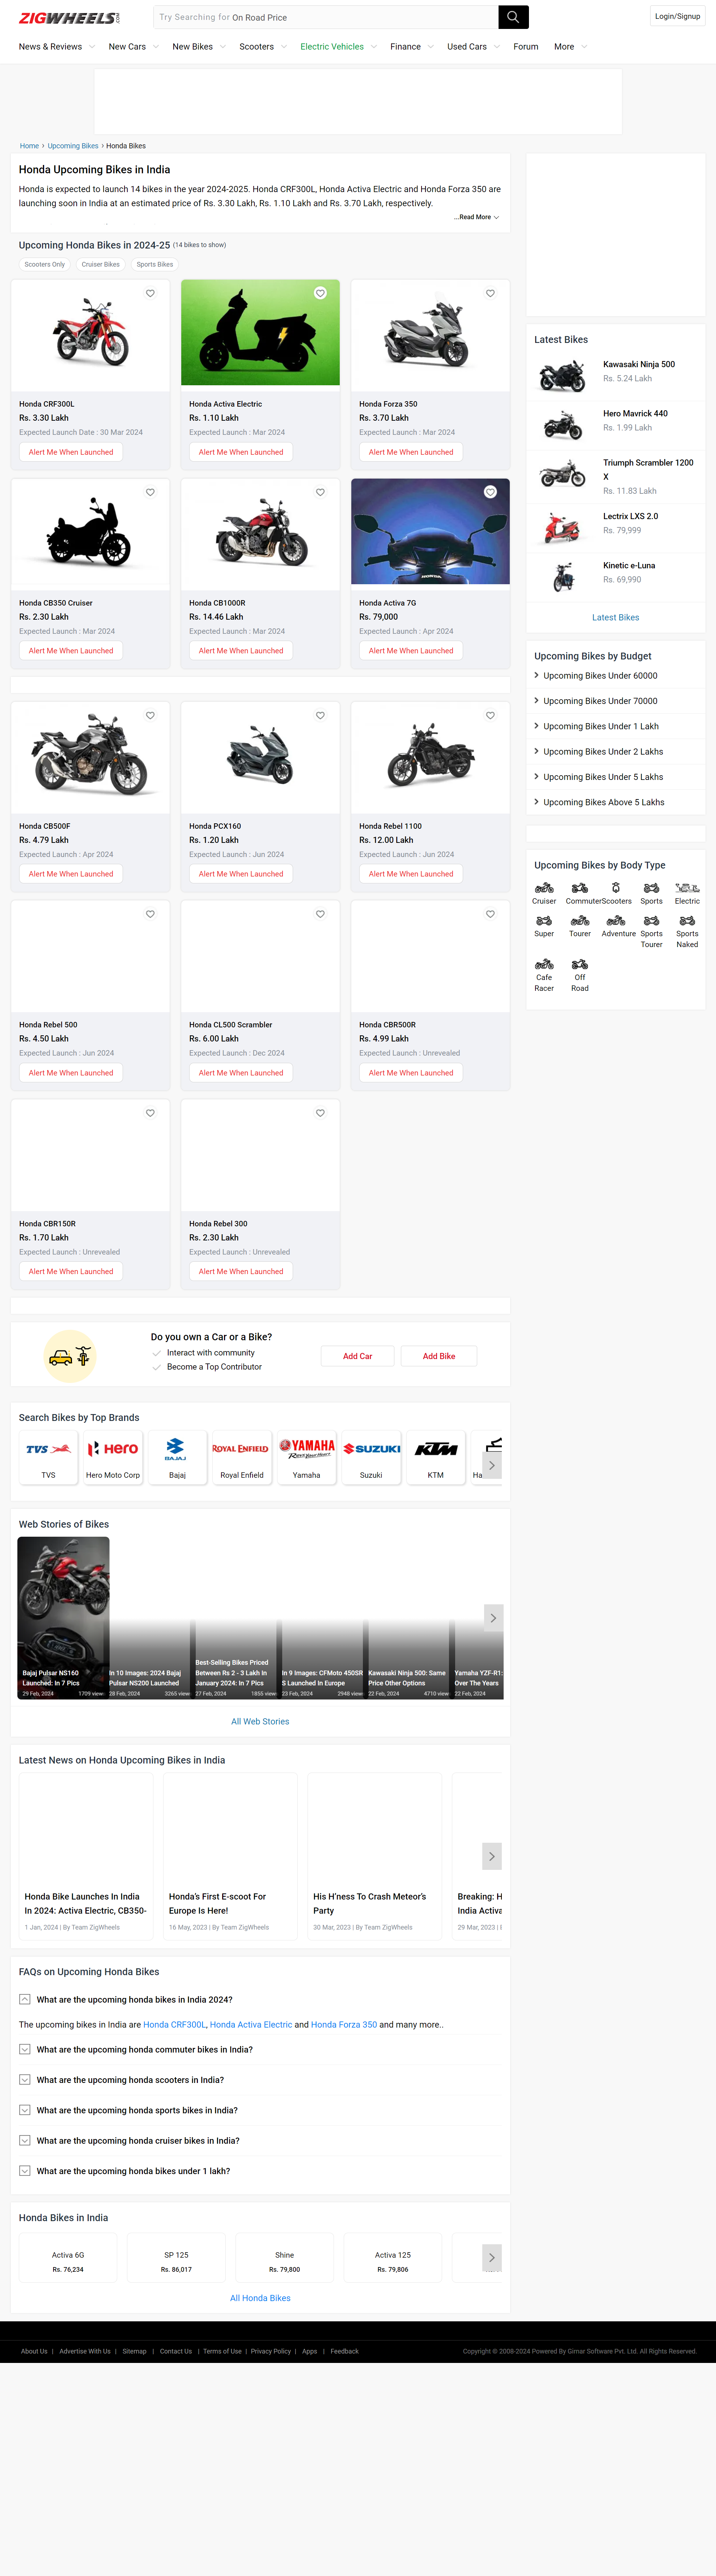 ZIGWHEELS.COM
Try Searching for On Road Price
Login/Signup
News & Reviews
New Cars
New Bikes
Scooters
Electric Vehicles
Finance
Used Cars
Forum
More
Home › Upcoming Bikes › Honda Bikes
Honda Upcoming Bikes in India
Honda is expected to launch 14 bikes in the year 2024-2025. Honda CRF300L, Honda Activa Electric and Honda Forza 350 are
launching soon in India at an estimated price of Rs. 3.30 Lakh, Rs. 1.10 Lakh and Rs. 3.70 Lakh, respectively.
...Read More
Upcoming Honda Bikes in 2024-25 (14 bikes to show)
Scooters Only
Cruiser Bikes
Sports Bikes
Honda CRF300L
Rs. 3.30 Lakh
Expected Launch Date : 30 Mar 2024
Alert Me When Launched
Honda Activa Electric
Rs. 1.10 Lakh
Expected Launch : Mar 2024
Alert Me When Launched
Honda Forza 350
Rs. 3.70 Lakh
Expected Launch : Mar 2024
Alert Me When Launched
Honda CB350 Cruiser
Rs. 2.30 Lakh
Expected Launch : Mar 2024
Alert Me When Launched
Honda CB1000R
Rs. 14.46 Lakh
Expected Launch : Mar 2024
Alert Me When Launched
HONDA
Honda Activa 7G
Rs. 79,000
Expected Launch : Apr 2024
Alert Me When Launched
Honda CB500F
Rs. 4.79 Lakh
Expected Launch : Apr 2024
Alert Me When Launched
Honda PCX160
Rs. 1.20 Lakh
Expected Launch : Jun 2024
Alert Me When Launched
Honda Rebel 1100
Rs. 12.00 Lakh
Expected Launch : Jun 2024
Alert Me When Launched
Honda Rebel 500
Rs. 4.50 Lakh
Expected Launch : Jun 2024
Alert Me When Launched
Honda CL500 Scrambler
Rs. 6.00 Lakh
Expected Launch : Dec 2024
Alert Me When Launched
Honda CBR500R
Rs. 4.99 Lakh
Expected Launch : Unrevealed
Alert Me When Launched
Honda CBR150R
Rs. 1.70 Lakh
Expected Launch : Unrevealed
Alert Me When Launched
Honda Rebel 300
Rs. 2.30 Lakh
Expected Launch : Unrevealed
Alert Me When Launched
Latest Bikes
Kawasaki Ninja 500
Rs. 5.24 Lakh
Hero Mavrick 440
Rs. 1.99 Lakh
Triumph Scrambler 1200
X
Rs. 11.83 Lakh
Lectrix LXS 2.0
Rs. 79,999
Kinetic e-Luna
Rs. 69,990
Latest Bikes
Upcoming Bikes by Budget
Upcoming Bikes Under 60000
Upcoming Bikes Under 70000
Upcoming Bikes Under 1 Lakh
Upcoming Bikes Under 2 Lakhs
Upcoming Bikes Under 5 Lakhs
Upcoming Bikes Above 5 Lakhs
Upcoming Bikes by Body Type
Cruiser
Commuter
Scooters
Sports
Electric
Super
Tourer
Adventure
Sports
Tourer
Sports
Naked
Cafe
Racer
Off
Road
Do you own a Car or a Bike?
Interact with community
Become a Top Contributor
Add Car
Add Bike
Search Bikes by Top Brands
TVS
TVS
Hero
Hero Moto Corp
BAJAJ
Bajaj
ROYAL ENFIELD
Royal Enfield
YAMAHA
Revs Your Heart
Yamaha
SUZUKI
Suzuki
KTM
KTM
Ha
Web Stories of Bikes
Bajaj Pulsar NS160
Launched: In 7 Pics
29 Feb, 2024 1709 view
In 10 Images: 2024 Bajaj
Pulsar NS200 Launched
28 Feb, 2024 3265 view
Best-Selling Bikes Priced
Between Rs 2 - 3 Lakh In
January 2024: In 7 Pics
27 Feb, 2024 1855 view
In 9 Images: CFMoto 450SR
S Launched In Europe
23 Feb, 2024 2948 view
Kawasaki Ninja 500: Same
Price Other Options
22 Feb, 2024 4710 view
Yamaha YZF-R1:
Over The Years
22 Feb, 2024
All Web Stories
Latest News on Honda Upcoming Bikes in India
Honda Bike Launches In India
In 2024: Activa Electric, CB350-
1 Jan, 2024 | By Team ZigWheels
Honda's First E-scoot For
Europe Is Here!
16 May, 2023 | By Team ZigWheels
His H'ness To Crash Meteor's
Party
30 Mar, 2023 | By Team ZigWheels
Breaking: H
India Activa
29 Mar, 2023 |
FAQs on Upcoming Honda Bikes
What are the upcoming honda bikes in India 2024?
The upcoming bikes in India are Honda CRF300L, Honda Activa Electric and Honda Forza 350 and many more..
What are the upcoming honda commuter bikes in India?
What are the upcoming honda scooters in India?
What are the upcoming honda sports bikes in India?
What are the upcoming honda cruiser bikes in India?
What are the upcoming honda bikes under 1 lakh?
Honda Bikes in India
Activa 6G
Rs. 76,234
SP 125
Rs. 86,017
Shine
Rs. 79,800
Activa 125
Rs. 79,806
All Honda Bikes
About Us | Advertise With Us | Sitemap | Contact Us | Terms of Use | Privacy Policy | Apps | Feedback
Copyright © 2008-2024 Powered By Girnar Software Pvt. Ltd. All Rights Reserved.